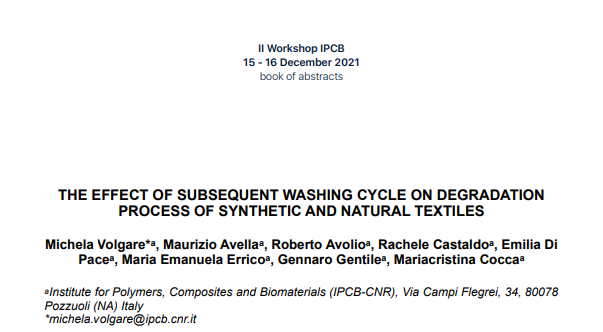 II Workshop IPCB
15 - 16 December 2021
book of abstracts
THE EFFECT OF SUBSEQUENT WASHING CYCLE ON DEGRADATION
PROCESS OF SYNTHETIC AND NATURAL TEXTILES
Michela Volgare*ᵃ, Maurizio Avellaᵃ, Roberto Avolioᵃ, Rachele Castaldoᵃ, Emilia Di
Paceᵃ, Maria Emanuela Erricoᵃ, Gennaro Gentileᵃ, Mariacristina Coccaᵃ
ᵃInstitute for Polymers, Composites and Biomaterials (IPCB-CNR), Via Campi Flegrei, 34, 80078
Pozzuoli (NA) Italy
*michela.volgare@ipcb.cnr.it